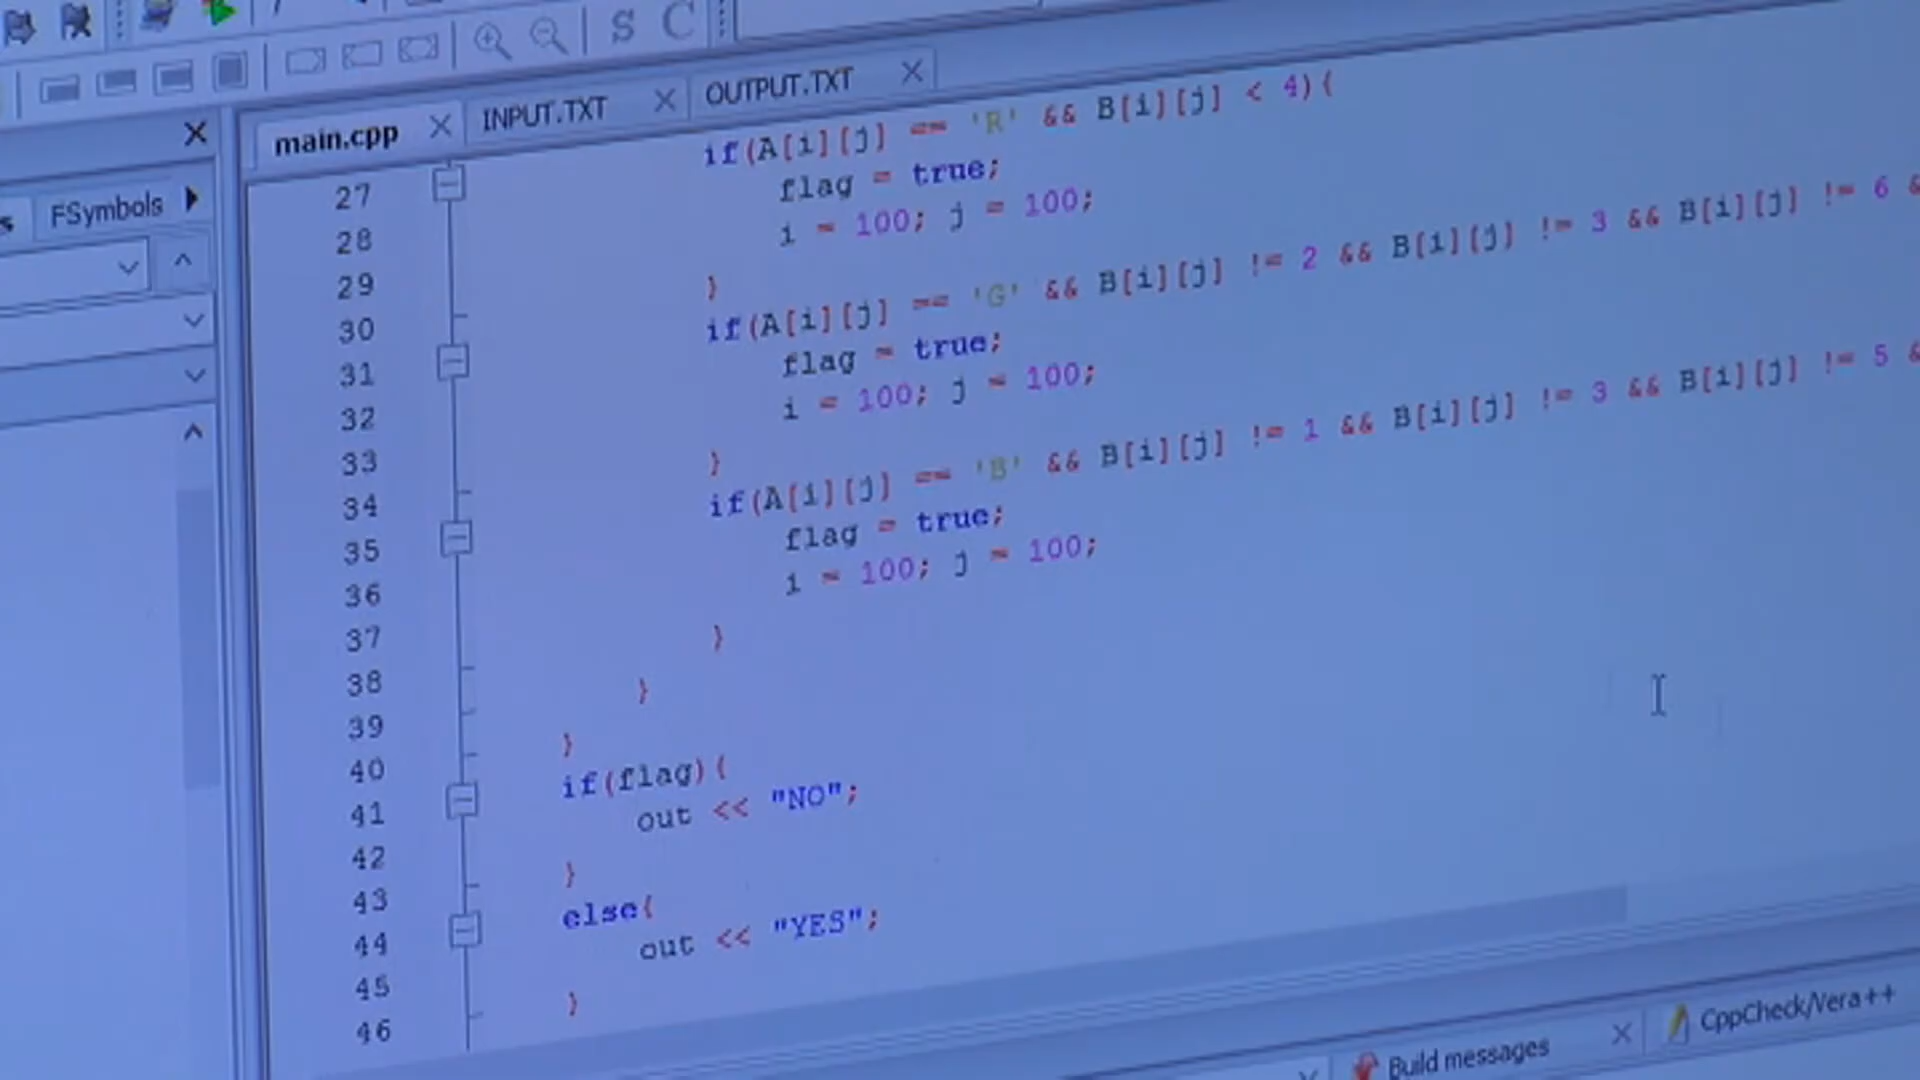 S C
main.cpp INPUT.TXT OUTPUT.TXT
s FSymbols
27 if(A[i][j] == 'R' && B[i][j] < 4){
28 flag = true;
29 i = 100; j = 100;
30 }
31 if(A[i][j] == 'G' && B[i][j] != 2 && B[i][j] != 3 && B[i][j] != 6 &
32 flag = true;
33 i = 100; j = 100;
34 }
35 if(A[i][j] == 'B' && B[i][j] != 1 && B[i][j] != 3 && B[i][j] != 5 &
36 flag = true;
37 i = 100; j = 100;
38 }
39 }
40 }
41 if(flag){
42 out << "NO";
43 }
44 else{
45 out << "YES";
46 }
Build messages CppCheck/Vera++